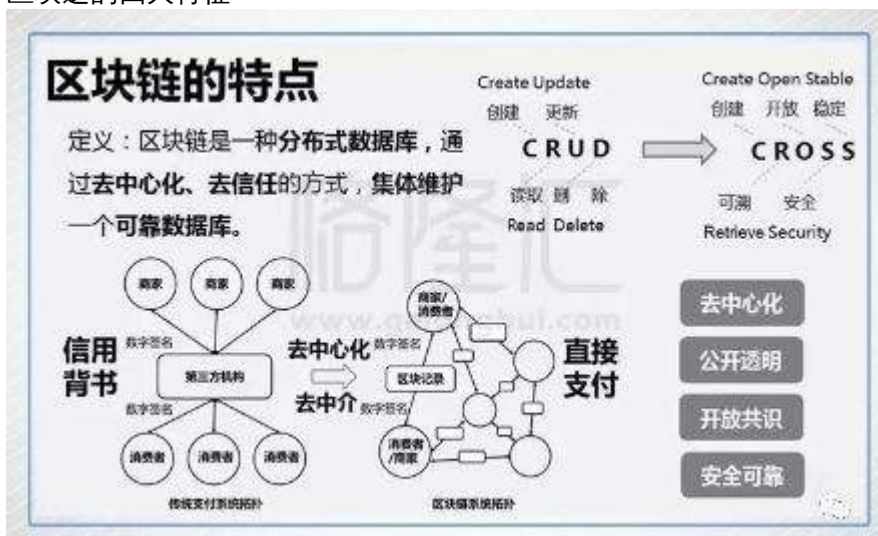 区块链的特点
定义：区块链是一种分布式数据库，通
过去中心化、去信任的方式，集体维护
一个可靠数据库。
Create Update
创建 更新
CRUD
读取 删 除
Read Delete
Create Open Stable
创建 开放 稳定
CROSS
可溯 安全
Retrieve Security
商家 商家 商家
信用
背书
数字签名
第三方机构
数字签名
消费者 消费者 消费者
传统支付系统拓扑
去中心化
去中介
商家/
消费者
数字签名
区块记录
数字签名
消费者
/商家
直接
支付
区块链系统拓扑
去中心化
公开透明
开放共识
安全可靠
格隆汇